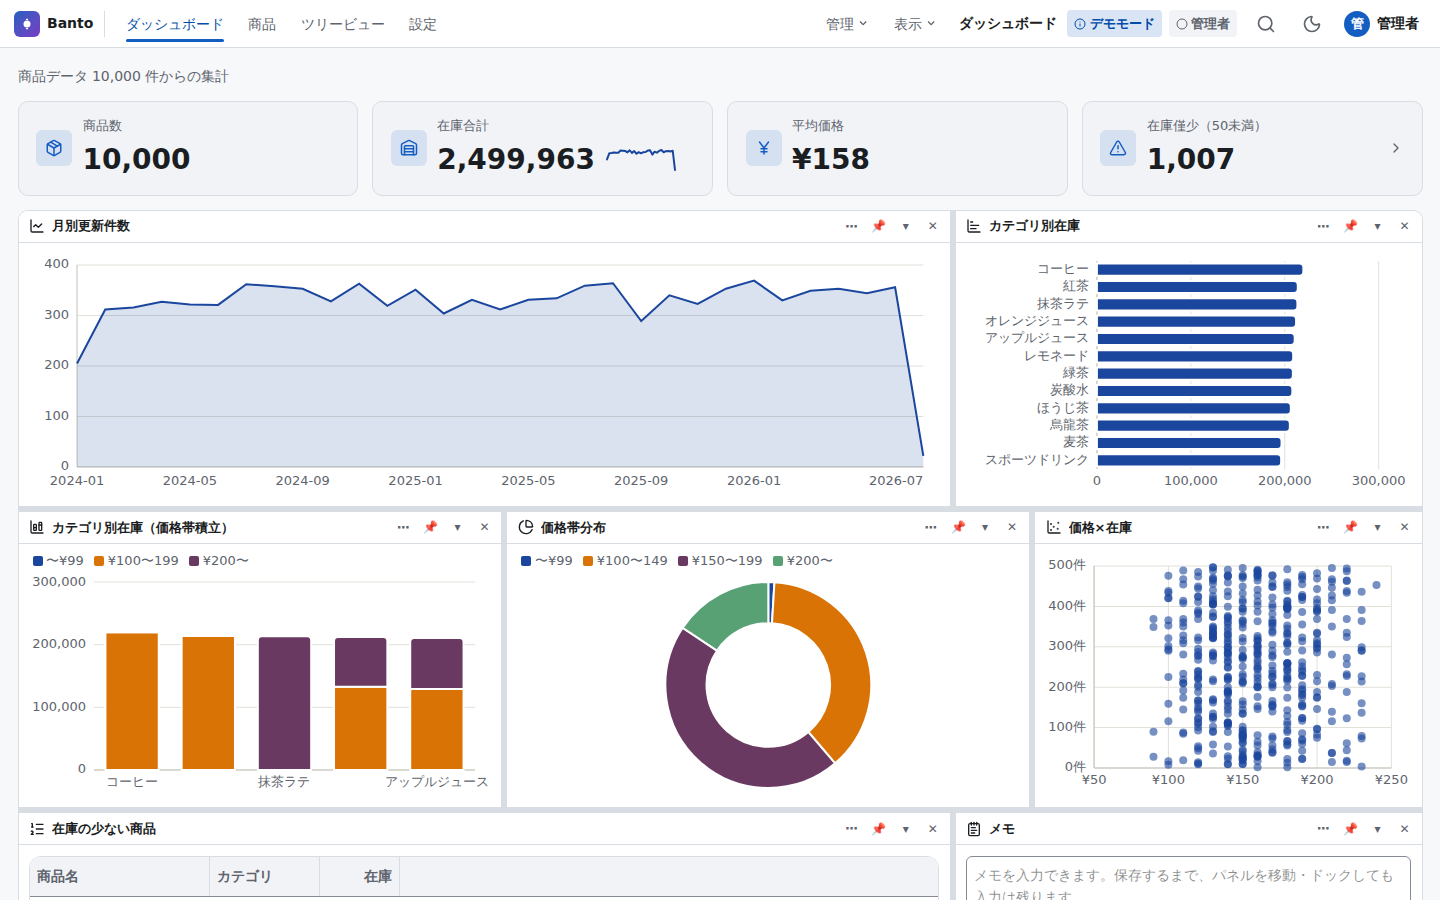 Banto
ダッシュボード 商品 ツリービュー 設定
管理 表示 ダッシュボード デモモード 管理者 管 管理者
商品データ 10,000 件からの集計
商品数
10,000
在庫合計
2,499,963
平均価格
¥158
在庫僅少（50未満）
1,007
月別更新件数
400
300
200
100
0
2024-01 2024-05 2024-09 2025-01 2025-05 2025-09 2026-01 2026-07
カテゴリ別在庫
コーヒー
紅茶
抹茶ラテ
オレンジジュース
アップルジュース
レモネード
緑茶
炭酸水
ほうじ茶
烏龍茶
麦茶
スポーツドリンク
0 100,000 200,000 300,000
カテゴリ別在庫（価格帯積立）
〜¥99 ¥100〜199 ¥200〜
300,000
200,000
100,000
0
コーヒー 抹茶ラテ アップルジュース
価格帯分布
〜¥99 ¥100〜149 ¥150〜199 ¥200〜
価格×在庫
500件
400件
300件
200件
100件
0件
¥50 ¥100 ¥150 ¥200 ¥250
在庫の少ない商品
商品名 カテゴリ 在庫
メモ
メモを入力できます。保存するまで、パネルを移動・ドックしても
入力は残ります